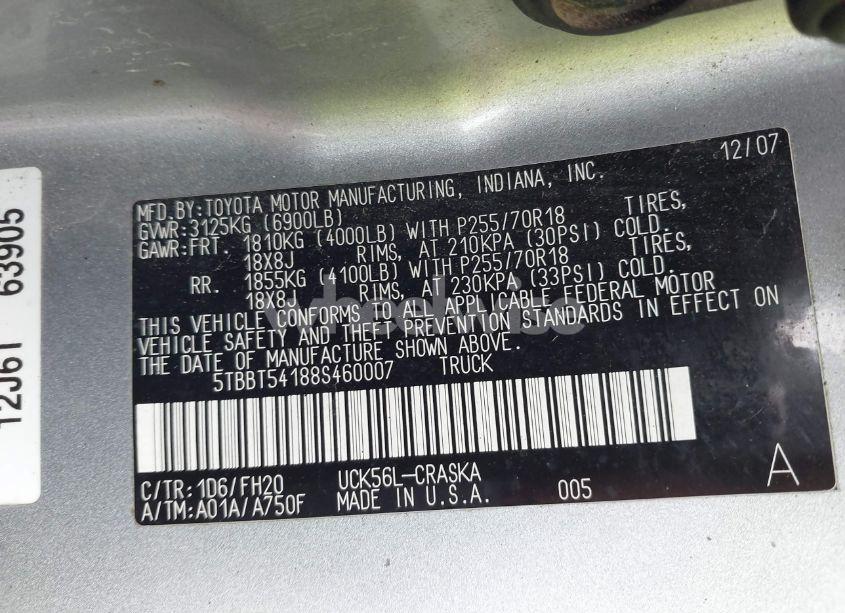 12/07
MFD.BY:TOYOTA MOTOR MANUFACTURING, INDIANA, INC.
GVWR:3125KG (6900LB)
GAWR:FRT. 1810KG (4000LB) WITH P255/70R18 TIRES,
18X8J RIMS, AT 210KPA (30PSI) COLD.
RR. 1855KG (4100LB) WITH P255/70R18 TIRES,
18X8J RIMS, AT 230KPA (33PSI) COLD.
THIS VEHICLE CONFORMS TO ALL APPLICABLE FEDERAL MOTOR
VEHICLE SAFETY AND THEFT PREVENTION STANDARDS IN EFFECT ON
THE DATE OF MANUFACTURE SHOWN ABOVE.
5TBBT54188S460007 TRUCK
C/TR:1D6/FH20 UCK56L-CRASKA
A/TM:A01A/A750F MADE IN U.S.A. 005 A
12J61 63905